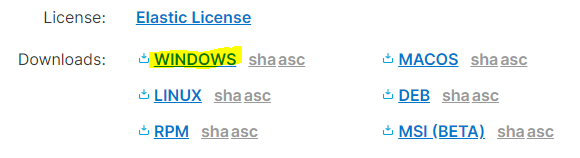 License: Elastic License
Downloads: WINDOWS sha asc MACOS sha asc
LINUX sha asc DEB sha asc
RPM sha asc MSI (BETA) sha asc